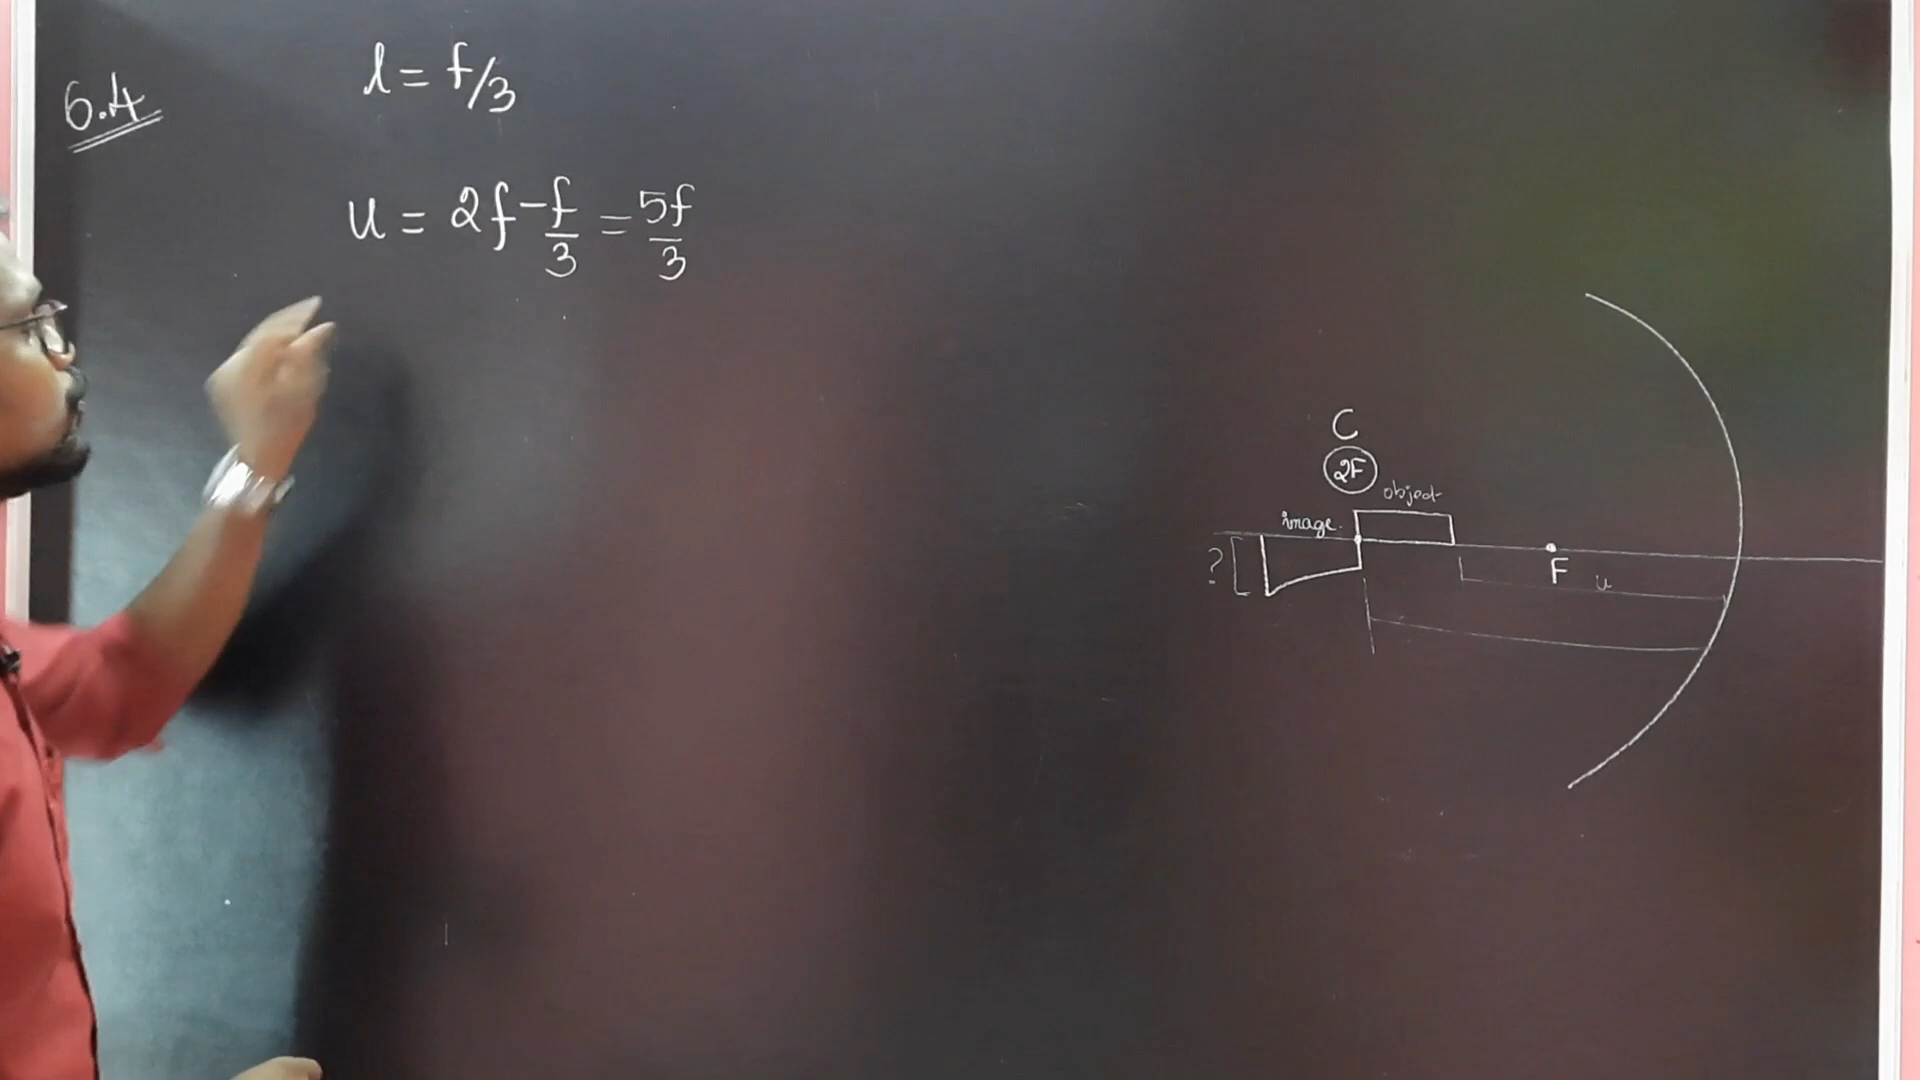 6.4
l = f/3
u = 2f - f/3 = 5f/3
C
2F
object
image.
?
F
u